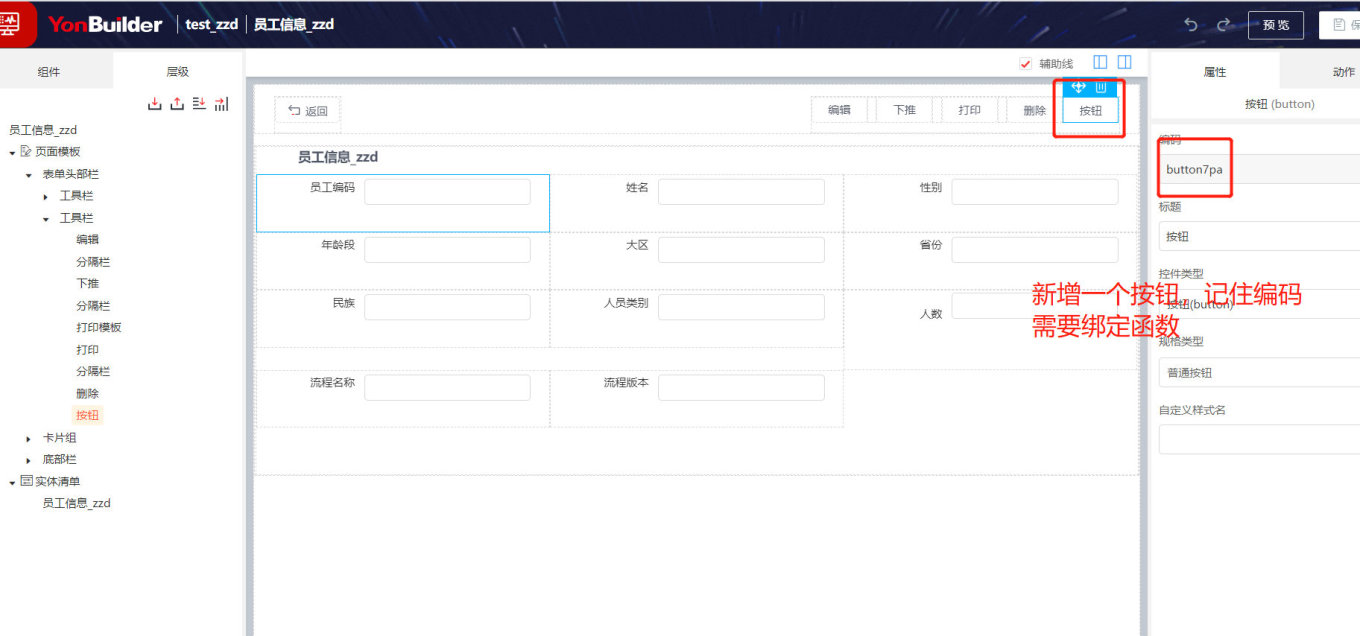 YonBuilder test_zzd 员工信息_zzd 预览
组件 层级 辅助线 属性 动作
按钮 (button)
返回 编辑 下推 打印 删除 按钮
员工信息_zzd
页面模板
表单头部栏
工具栏
工具栏
编辑
分隔栏
下推
分隔栏
打印模板
打印
分隔栏
删除
按钮
卡片组
底部栏
实体清单
员工信息_zzd
员工信息_zzd
员工编码 姓名 性别
年龄段 大区 省份
民族 人员类别 人数
流程名称 流程版本
新增一个按钮，记住编码
需要绑定函数
编码
button7pa
标题
按钮
控件类型
按钮(button)
规格类型
普通按钮
自定义样式名